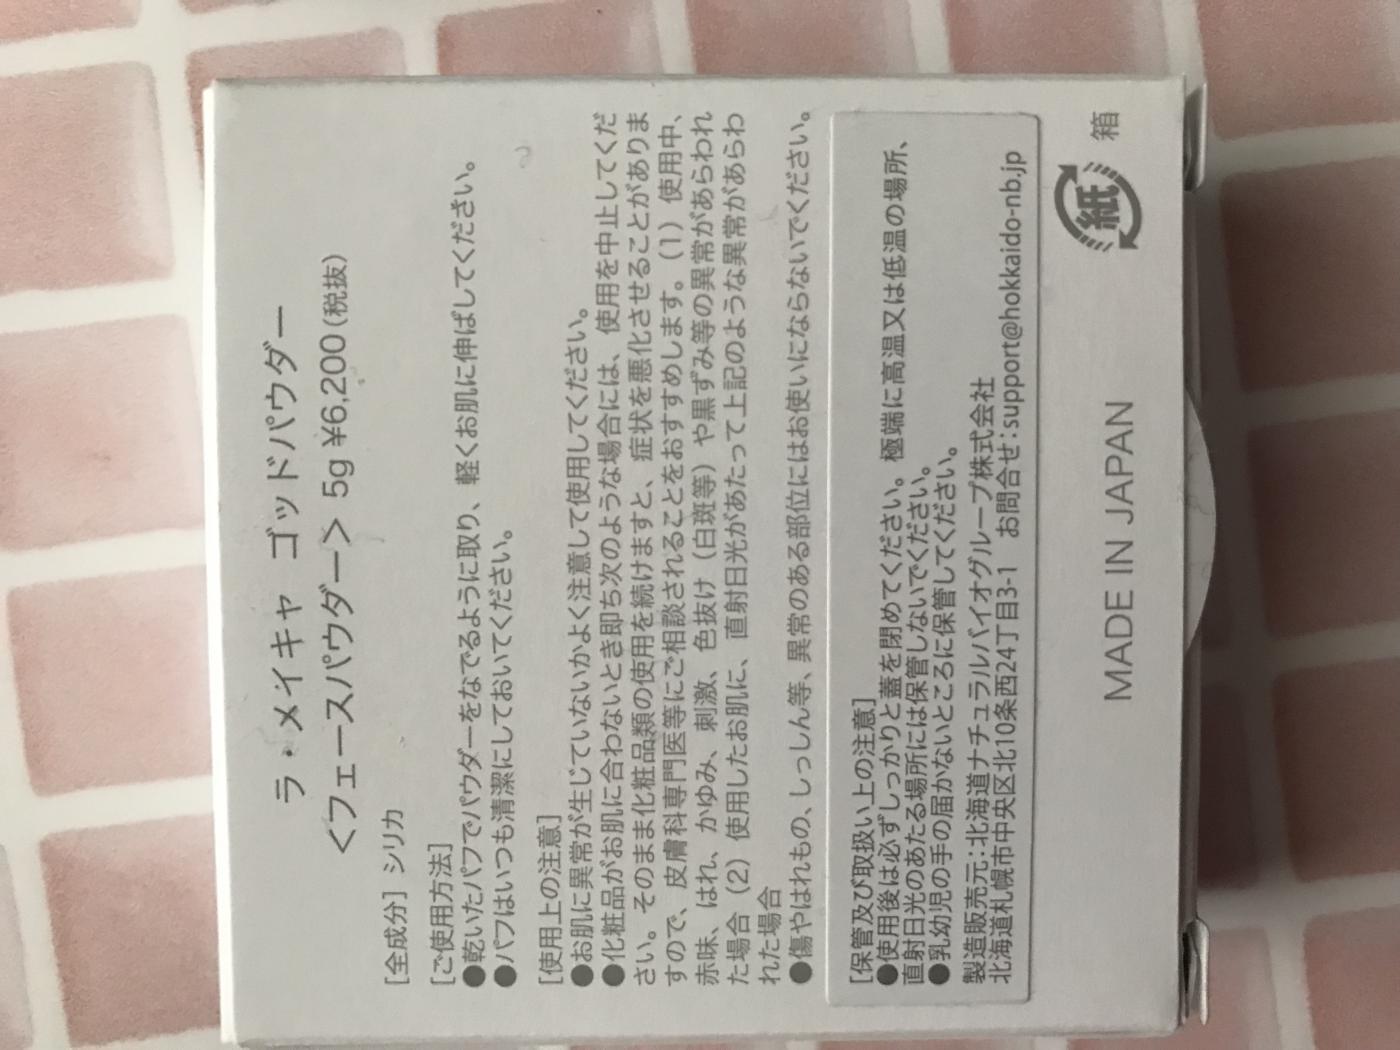 ラ・メイキャ ゴッドパウダー
＜フェースパウダー＞ 5g ¥6,200(税抜)
[全成分] シリカ
[ご使用方法]
●乾いたパフでパウダーをなでるように取り、軽くお肌に伸ばしてください。
●パフはいつも清潔にしておいてください。
[使用上の注意]
●お肌に異常が生じていないかよく注意して使用してください。
●化粧品がお肌に合わないとき即ち次のような場合には、使用を中止してくだ
さい。そのまま化粧品類の使用を続けますと、症状を悪化させることがありま
すので、皮膚科専門医等にご相談されることをおすすめします。（1）使用中、
赤味、はれ、かゆみ、刺激、色抜け（白斑等）や黒ずみ等の異常があらわれ
た場合（2）使用したお肌に、直射日光があたって上記のような異常があらわ
れた場合
●傷やはれもの、しっしん等、異常のある部位にはお使いにならないでください。
[保管及び取扱い上の注意]
●使用後は必ずしっかりと蓋を閉めてください。極端に高温又は低温の場所、
直射日光のあたる場所には保管しないでください。
●乳幼児の手の届かないところに保管してください。
製造販売元:北海道ナチュラルバイオグループ株式会社
北海道札幌市中央区北10条西24丁目3-1 お問合せ:support@hokkaido-nb.jp
MADE IN JAPAN
紙 箱